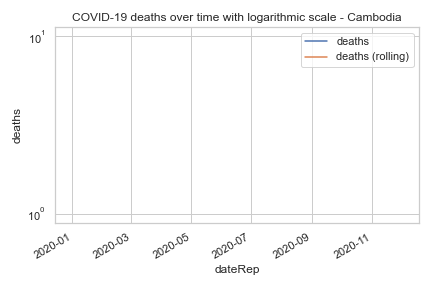 COVID-19 deaths over time with logarithmic scale - Cambodia
deaths
deaths (rolling)
10¹
deaths
10⁰
2020-01
2020-03
2020-05
2020-07
2020-09
2020-11
dateRep